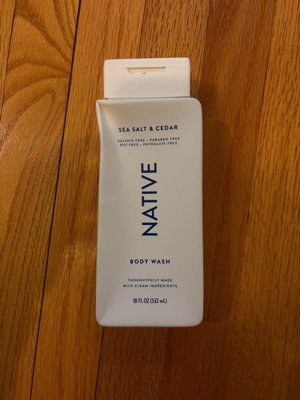 SEA SALT & CEDAR
SULFATE FREE • PARABEN FREE
DYE FREE • PHTHALATE FREE
NATIVE
BODY WASH
THOUGHTFULLY MADE
WITH CLEAN INGREDIENTS
18 FL OZ (532 mL)